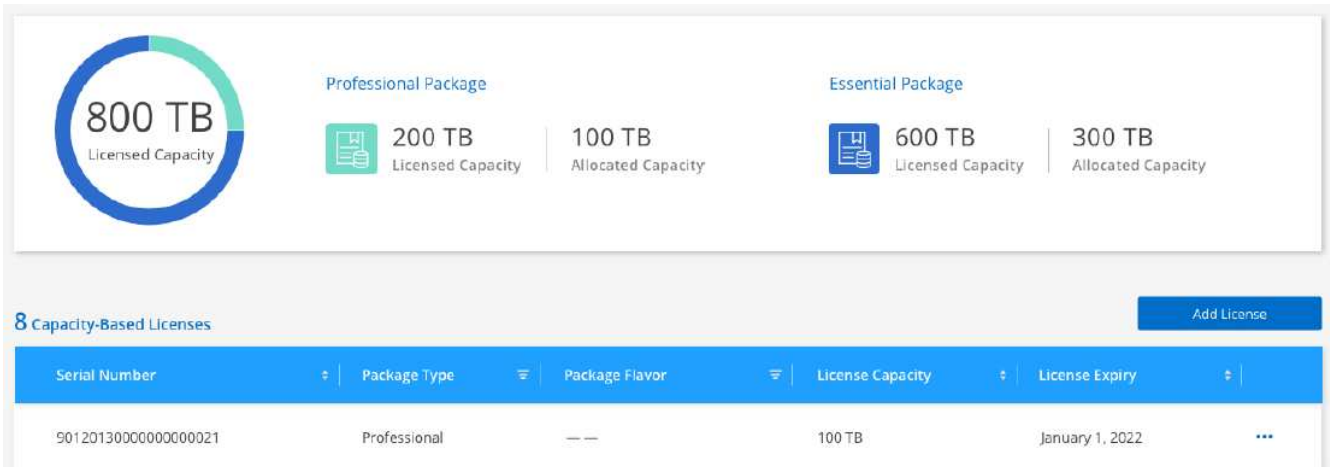 800 TB
Licensed Capacity
Professional Package
200 TB
Licensed Capacity
100 TB
Allocated Capacity
Essential Package
600 TB
Licensed Capacity
300 TB
Allocated Capacity
8 Capacity-Based Licenses
Add License
Serial Number Package Type Package Flavor License Capacity License Expiry
90120130000000000021 Professional — — 100 TB January 1, 2022 •••